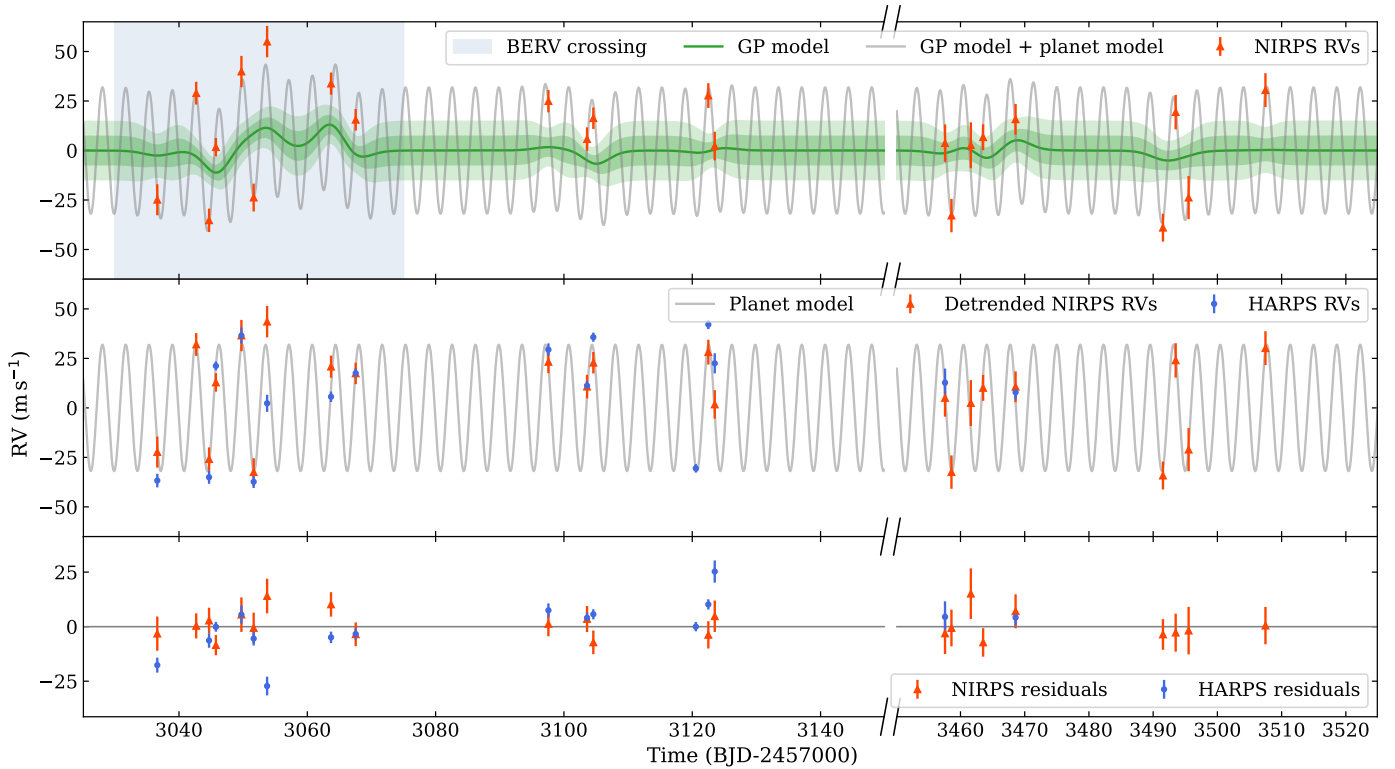 50
25
0
−25
−50
BERV crossing
GP model
GP model + planet model
NIRPS RVs
50
25
0
−25
−50
RV (m s⁻¹)
Planet model
Detrended NIRPS RVs
HARPS RVs
25
0
−25
NIRPS residuals
HARPS residuals
3040 3060 3080 3100 3120 3140 3460 3470 3480 3490 3500 3510 3520
Time (BJD-2457000)